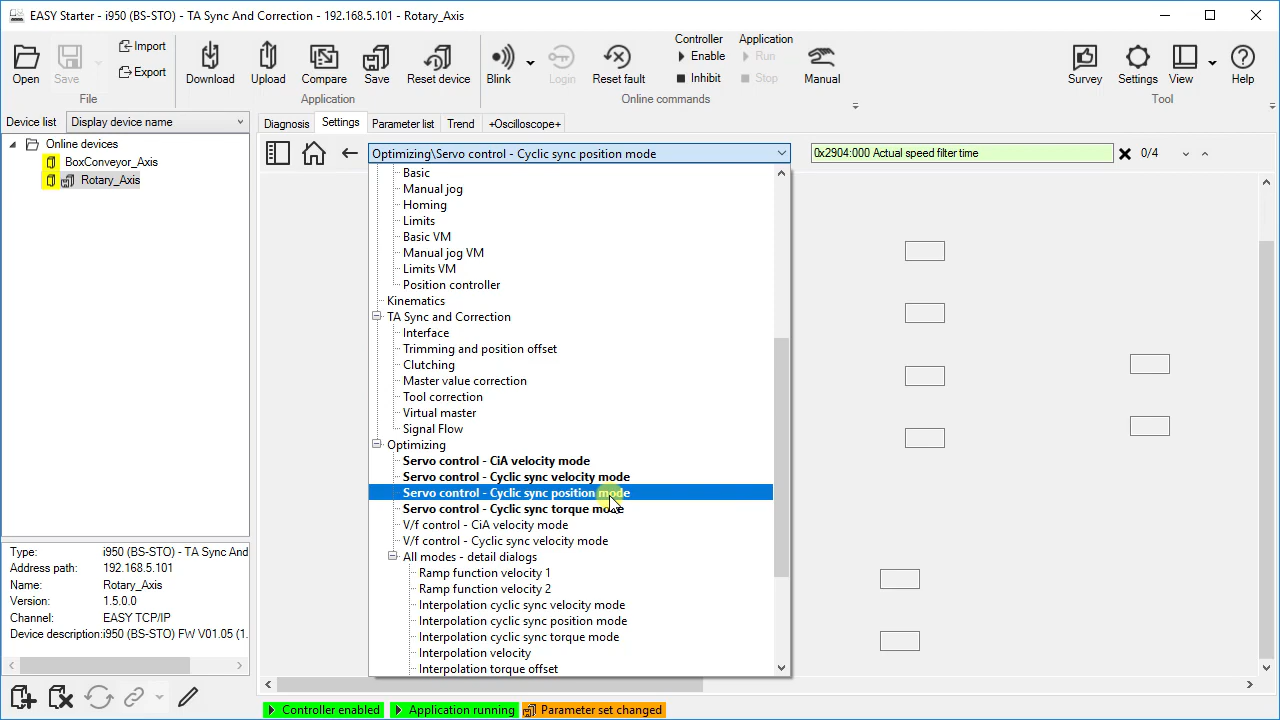 EASY Starter - i950 (BS-STO) - TA Sync And Correction - 192.168.5.101 - Rotary_Axis
Open
Save
Import
Export
File
Download
Upload
Compare
Save
Reset device
Application
Blink
Login
Reset fault
Controller
Enable
Inhibit
Application
Run
Stop
Manual
Online commands
Survey
Settings
View
Help
Tool
Device list
Display device name
Online devices
BoxConveyor_Axis
Rotary_Axis
Type: i950 (BS-STO) - TA Sync And
Address path: 192.168.5.101
Name: Rotary_Axis
Version: 1.5.0.0
Channel: EASY TCP/IP
Device description: i950 (BS-STO) FW V01.05 (1.
Diagnosis
Settings
Parameter list
Trend
+Oscilloscope+
Optimizing\Servo control - Cyclic sync position mode
0x2904:000 Actual speed filter time
0/4
Basic
Manual jog
Homing
Limits
Basic VM
Manual jog VM
Limits VM
Position controller
Kinematics
TA Sync and Correction
Interface
Trimming and position offset
Clutching
Master value correction
Tool correction
Virtual master
Signal Flow
Optimizing
Servo control - CiA velocity mode
Servo control - Cyclic sync velocity mode
Servo control - Cyclic sync position mode
Servo control - Cyclic sync torque mode
V/f control - CiA velocity mode
V/f control - Cyclic sync velocity mode
All modes - detail dialogs
Ramp function velocity 1
Ramp function velocity 2
Interpolation cyclic sync velocity mode
Interpolation cyclic sync position mode
Interpolation cyclic sync torque mode
Interpolation velocity
Interpolation torque offset
Controller enabled
Application running
Parameter set changed